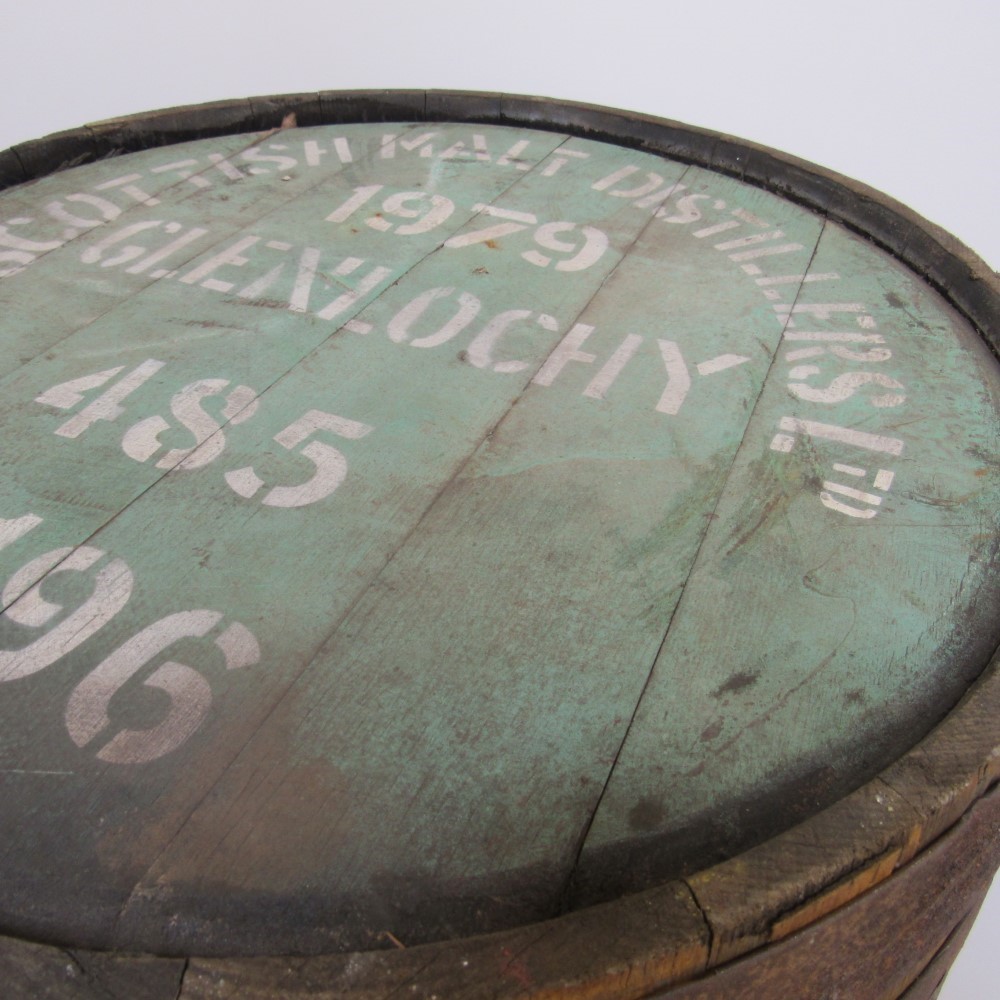 SCOTTISH MALT DISTILLERS LTD
1979
GLENLOCHY
485
196